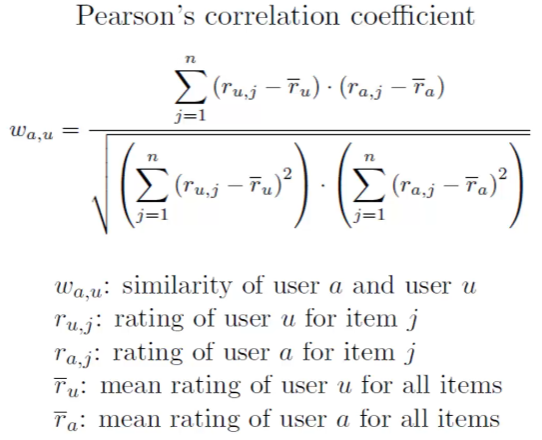 Pearson's correlation coefficient
w_{a,u} = \frac{\sum_{j=1}^{n} (r_{u,j} - \overline{r}_u) \cdot (r_{a,j} - \overline{r}_a)}{\sqrt{\left(\sum_{j=1}^{n} (r_{u,j} - \overline{r}_u)^2\right) \cdot \left(\sum_{j=1}^{n} (r_{a,j} - \overline{r}_a)^2\right)}}
w_{a,u}: similarity of user a and user u
r_{u,j}: rating of user u for item j
r_{a,j}: rating of user a for item j
\overline{r}_u: mean rating of user u for all items
\overline{r}_a: mean rating of user a for all items